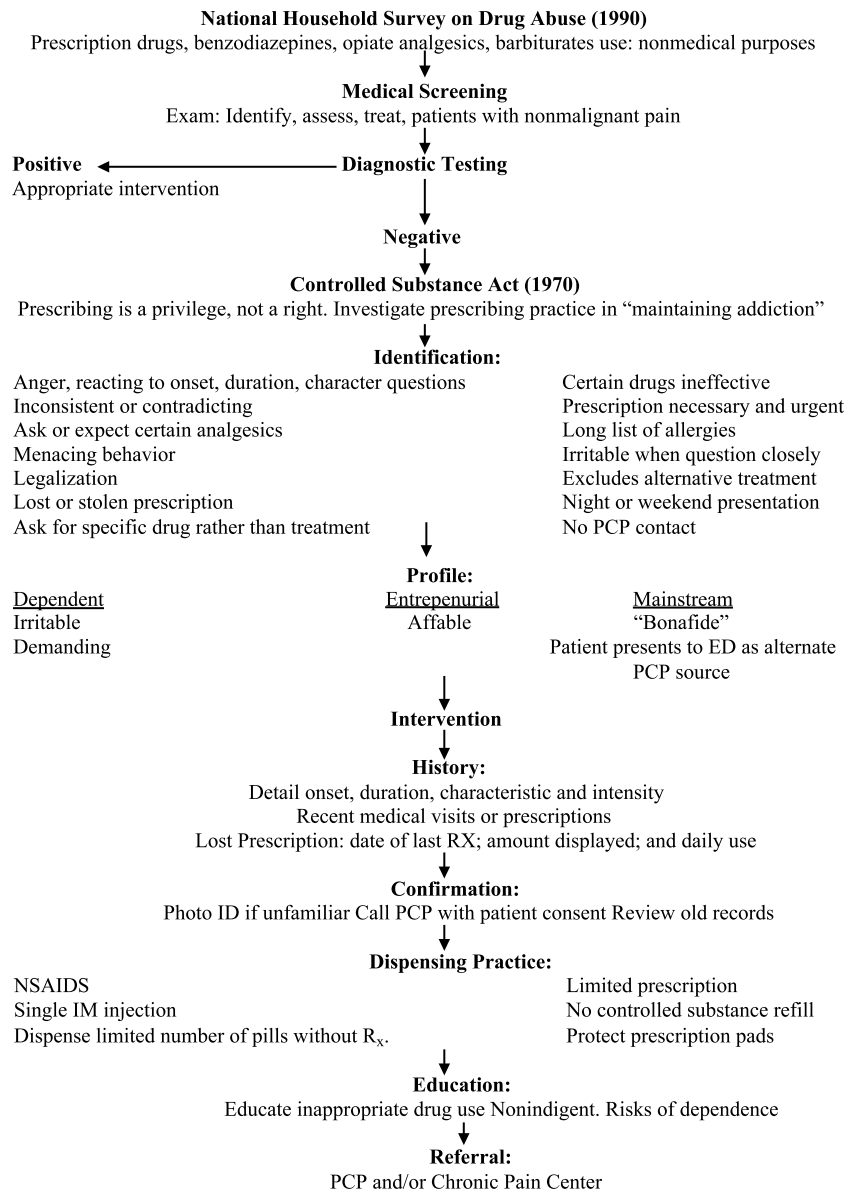 National Household Survey on Drug Abuse (1990)
Prescription drugs, benzodiazepines, opiate analgesics, barbiturates use: nonmedical purposes
Medical Screening
Exam: Identify, assess, treat, patients with nonmalignant pain
Positive
Diagnostic Testing
Appropriate intervention
Negative
Controlled Substance Act (1970)
Prescribing is a privilege, not a right. Investigate prescribing practice in “maintaining addiction”
Identification:
Anger, reacting to onset, duration, character questions
Inconsistent or contradicting
Ask or expect certain analgesics
Menacing behavior
Legalization
Lost or stolen prescription
Ask for specific drug rather than treatment
Certain drugs ineffective
Prescription necessary and urgent
Long list of allergies
Irritable when question closely
Excludes alternative treatment
Night or weekend presentation
No PCP contact
Profile:
Dependent
Irritable
Demanding
Entrepenurial
Affable
Mainstream
“Bonafide”
Patient presents to ED as alternate
PCP source
Intervention
History:
Detail onset, duration, characteristic and intensity
Recent medical visits or prescriptions
Lost Prescription: date of last RX; amount displayed; and daily use
Confirmation:
Photo ID if unfamiliar Call PCP with patient consent Review old records
Dispensing Practice:
NSAIDS
Single IM injection
Dispense limited number of pills without Rx.
Limited prescription
No controlled substance refill
Protect prescription pads
Education:
Educate inappropriate drug use Nonindigent. Risks of dependence
Referral:
PCP and/or Chronic Pain Center